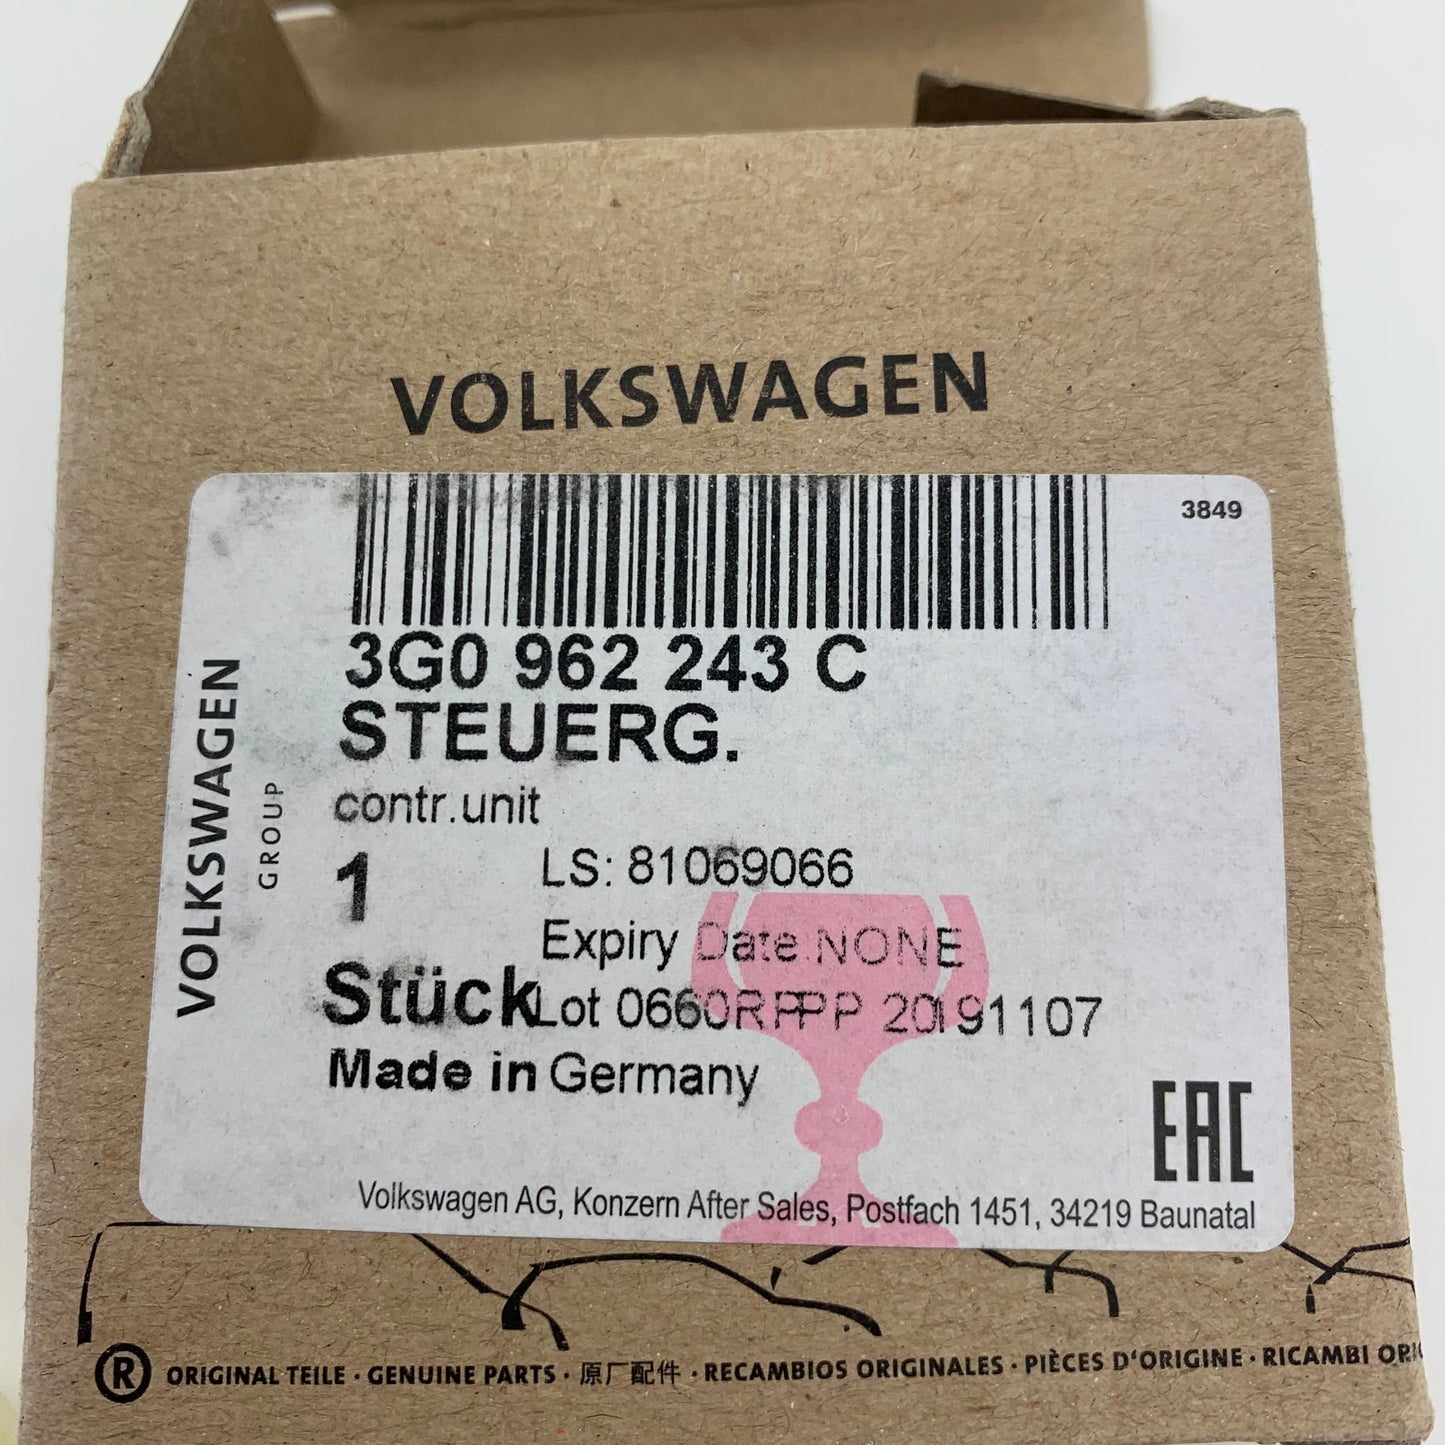 VOLKSWAGEN
3849
3G0 962 243 C
STEUERG.
contr.unit
1
LS: 81069066
Expiry Date NONE
Stück
Lot 0660RPPP 20191107
Made in Germany
EAC
Volkswagen AG, Konzern After Sales, Postfach 1451, 34219 Baunatal
VOLKSWAGEN
GROUP
® ORIGINAL TEILE · GENUINE PARTS · 原厂配件 · RECAMBIOS ORIGINALES · PIÈCES D'ORIGINE · RICAMBI